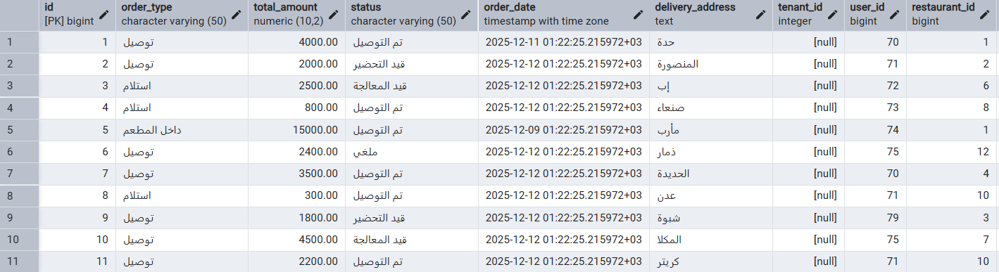 id order_type total_amount status order_date delivery_address tenant_id user_id restaurant_id
[PK] bigint character varying (50) numeric (10,2) character varying (50) timestamp with time zone text integer bigint bigint
1 1 توصيل 4000.00 تم التوصيل 2025-12-11 01:22:25.215972+03 حدة [null] 70 1
2 2 توصيل 2000.00 قيد التحضير 2025-12-12 01:22:25.215972+03 المنصورة [null] 71 2
3 3 استلام 2500.00 قيد المعالجة 2025-12-12 01:22:25.215972+03 إب [null] 72 6
4 4 استلام 800.00 تم التوصيل 2025-12-12 01:22:25.215972+03 صنعاء [null] 73 8
5 5 داخل المطعم 15000.00 تم التوصيل 2025-12-09 01:22:25.215972+03 مأرب [null] 74 1
6 6 توصيل 2400.00 ملغي 2025-12-12 01:22:25.215972+03 ذمار [null] 75 12
7 7 توصيل 3500.00 تم التوصيل 2025-12-12 01:22:25.215972+03 الحديدة [null] 70 4
8 8 استلام 300.00 تم التوصيل 2025-12-12 01:22:25.215972+03 عدن [null] 71 10
9 9 توصيل 1800.00 قيد التحضير 2025-12-12 01:22:25.215972+03 شبوة [null] 79 3
10 10 توصيل 4500.00 قيد المعالجة 2025-12-12 01:22:25.215972+03 المكلا [null] 75 7
11 11 توصيل 2200.00 تم التوصيل 2025-12-12 01:22:25.215972+03 كريتر [null] 71 10